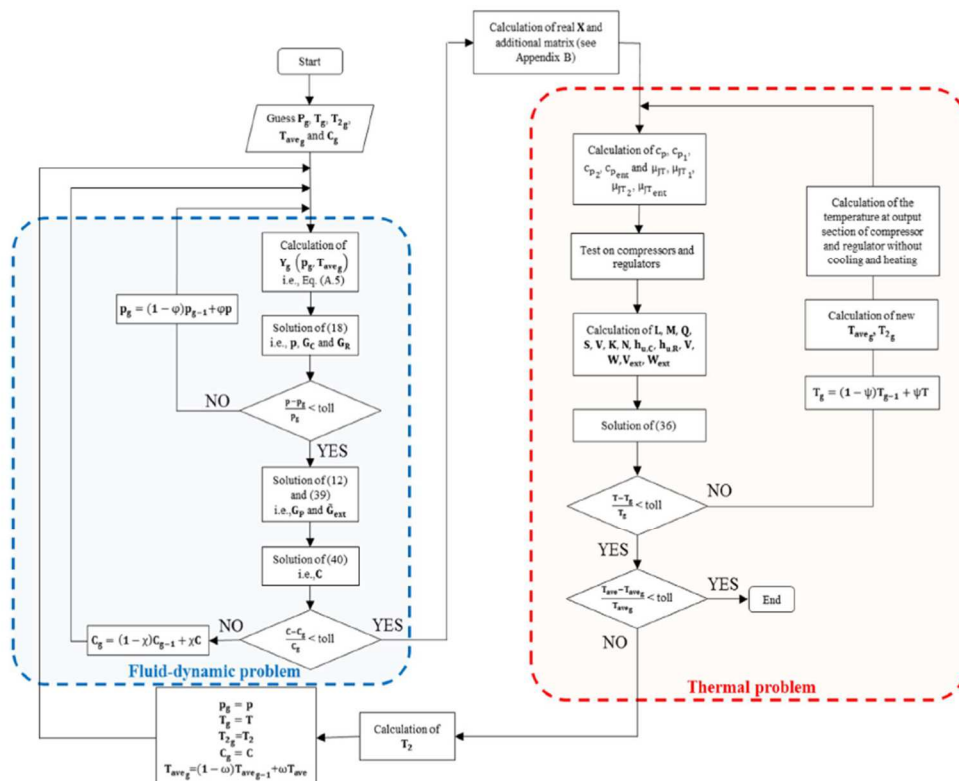 Start
Guess P_g, T_g, T_2g,
T_ave_g and C_g
Calculation of
Y_g (p_g, T_ave_g)
i.e., Eq. (A.5)
p_g = (1−φ)p_g−1+φp
Solution of (18)
i.e., p, G_C and G_R
p−p_g
p_g
< toll
NO
YES
Solution of (12)
and (39)
i.e.,G_P and G̃_ext
Solution of (40)
i.e.,C
C_g = (1−χ)C_g−1 + χC
NO
C−C_g
C_g
< toll
YES
Fluid-dynamic problem
p_g = p
T_g = T
T_2g=T_2
C_g = C
T_ave_g=(1−ω)T_ave_g−1+ωT_ave
Calculation of
T_2
Calculation of real X and
additional matrix (see
Appendix B)
Calculation of c_p, c_p1,
c_p2, c_p_ent and μ_JT, μ_JT1,
μ_JT2, μ_JT_ent
Test on compressors and
regulators
Calculation of L, M, Q,
S, V, K, N, h_u,C, h_u,R, V,
W, V_ext, W_ext
Solution of (36)
T−T_g
T_g
< toll
NO
YES
T_ave−T_ave_g
T_ave_g
< toll
YES
End
NO
Calculation of the
temperature at output
section of compressor
and regulator without
cooling and heating
Calculation of new
T_ave_g, T_2g
T_g = (1−ψ)T_g−1 + ψT
Thermal problem